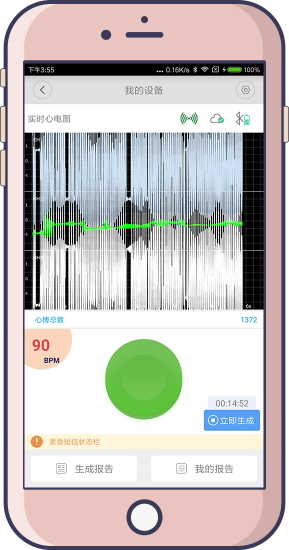 下午3:55
... 0.16K/s 100%
我的设备
实时心电图
6s
心博总数 1372
90
BPM
00:14:52
立即生成
紧急短信状态栏
生成报告
我的报告